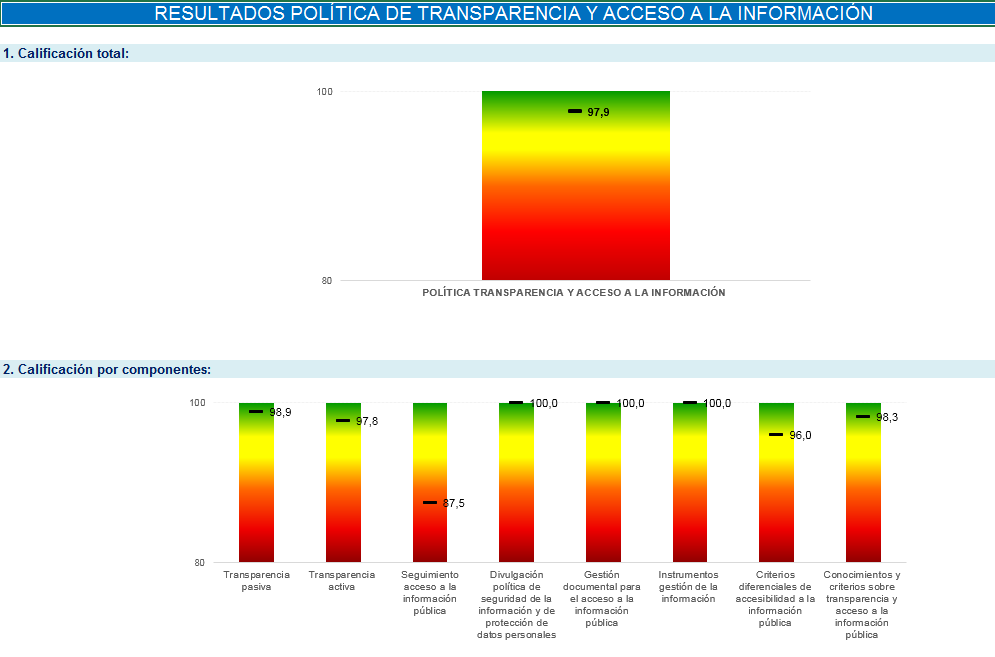 RESULTADOS POLÍTICA DE TRANSPARENCIA Y ACCESO A LA INFORMACIÓN
1. Calificación total:
100
97,9
80
POLÍTICA TRANSPARENCIA Y ACCESO A LA INFORMACIÓN
2. Calificación por componentes:
100
98,9
97,8
87,5
100,0
100,0
100,0
96,0
98,3
80
Transparencia
pasiva
Transparencia
activa
Seguimiento
acceso a la
información
pública
Divulgación
política de
seguridad de la
información y de
protección de
datos personales
Gestión
documental para
el acceso a la
información
pública
Instrumentos
gestión de la
información
Criterios
diferenciales de
accesibilidad a la
información
pública
Conocimientos y
criterios sobre
transparencia y
acceso a la
información
pública